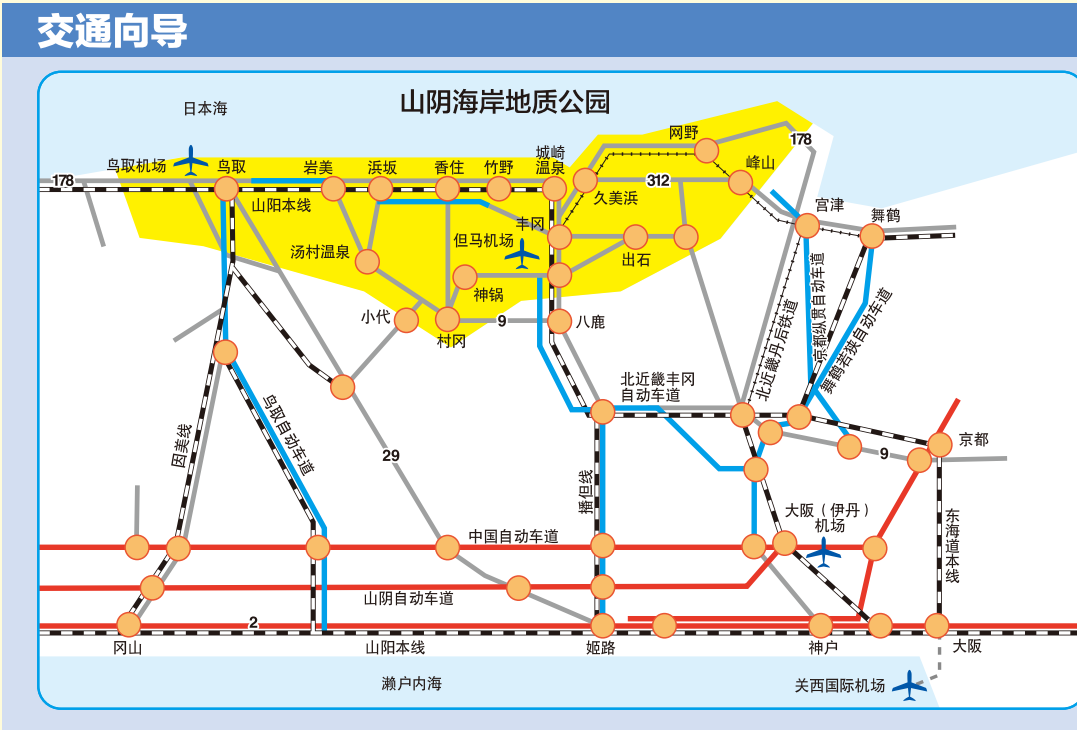 交通向导
山阴海岸地质公园
日本海
178
网野
鸟取机场
鸟取
岩美
浜坂
香住
竹野
城崎
温泉
峰山
178
312
久美浜
山阳本线
宫津
舞鹤
丰冈
但马机场
汤村温泉
出石
神锅
小代
9
八鹿
村冈
北近畿丹后铁道
京都纵贯自动车道
舞鹤若狭自动车道
北近畿丰冈
自动车道
鸟取自动车道
因美线
29
播但线
9
京都
大阪（伊丹）
机场
中国自动车道
东海道本线
山阴自动车道
2
冈山
山阳本线
姬路
神户
大阪
濑户内海
关西国际机场